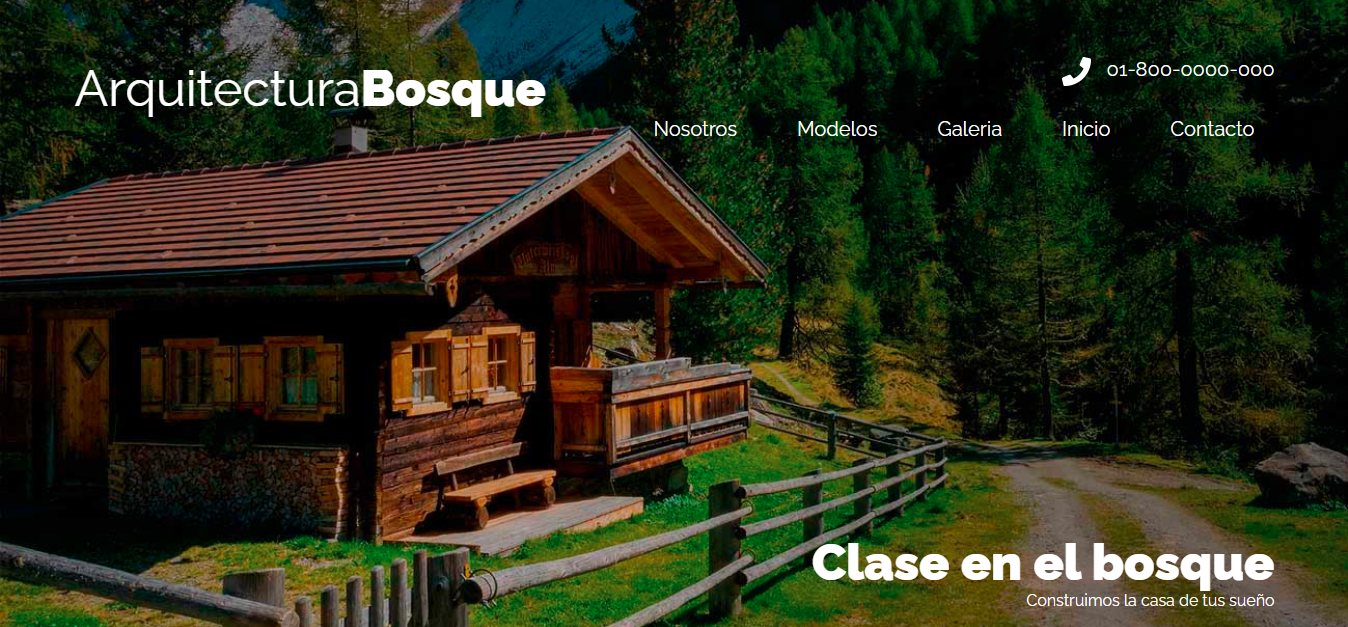 ArquitecturaBosque
01-800-0000-000
Nosotros Modelos Galeria Inicio Contacto
Clase en el bosque
Construimos la casa de tus sueño